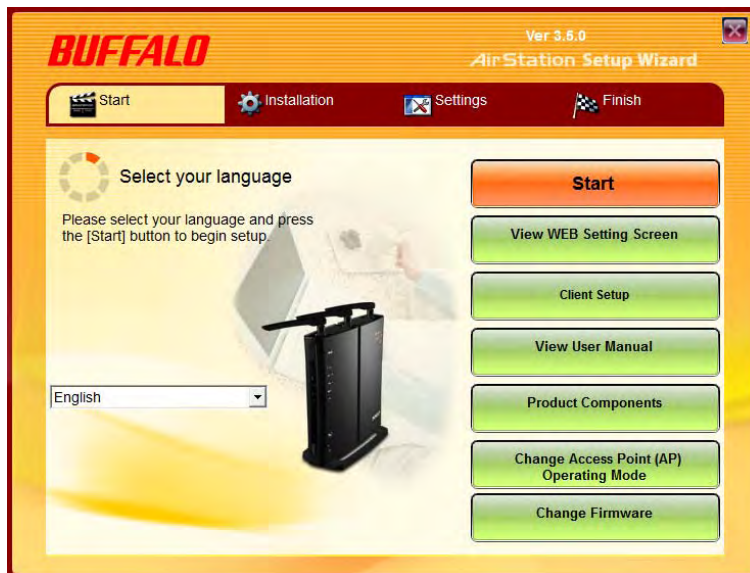 BUFFALO
Ver 3.6.0
AirStation Setup Wizard
Start
Installation
Settings
Finish
Select your language
Please select your language and press
the [Start] button to begin setup.
English
Start
View WEB Setting Screen
Client Setup
View User Manual
Product Components
Change Access Point (AP)
Operating Mode
Change Firmware